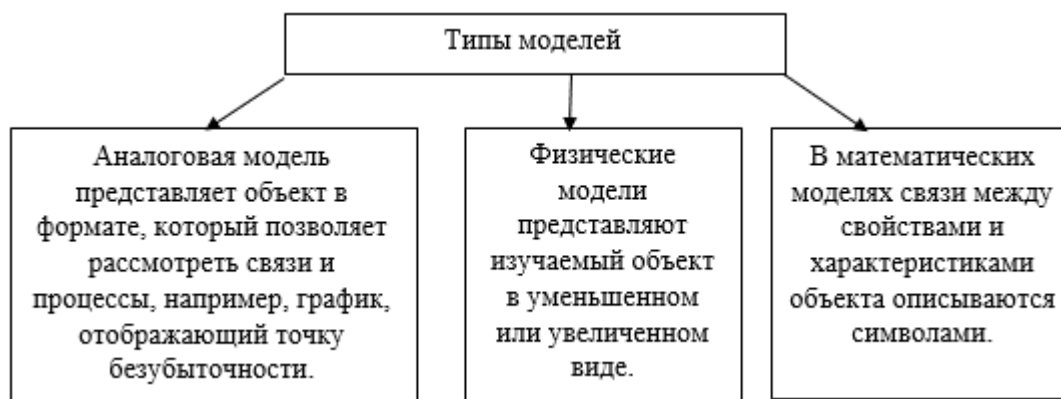 Типы моделей
Аналоговая модель
представляет объект в
формате, который позволяет
рассмотреть связи и
процессы, например, график,
отображающий точку
безубыточности.
Физические
модели
представляют
изучаемый объект
в уменьшенном
или увеличенном
виде.
В математических
моделях связи между
свойствами и
характеристиками
объекта описываются
символами.